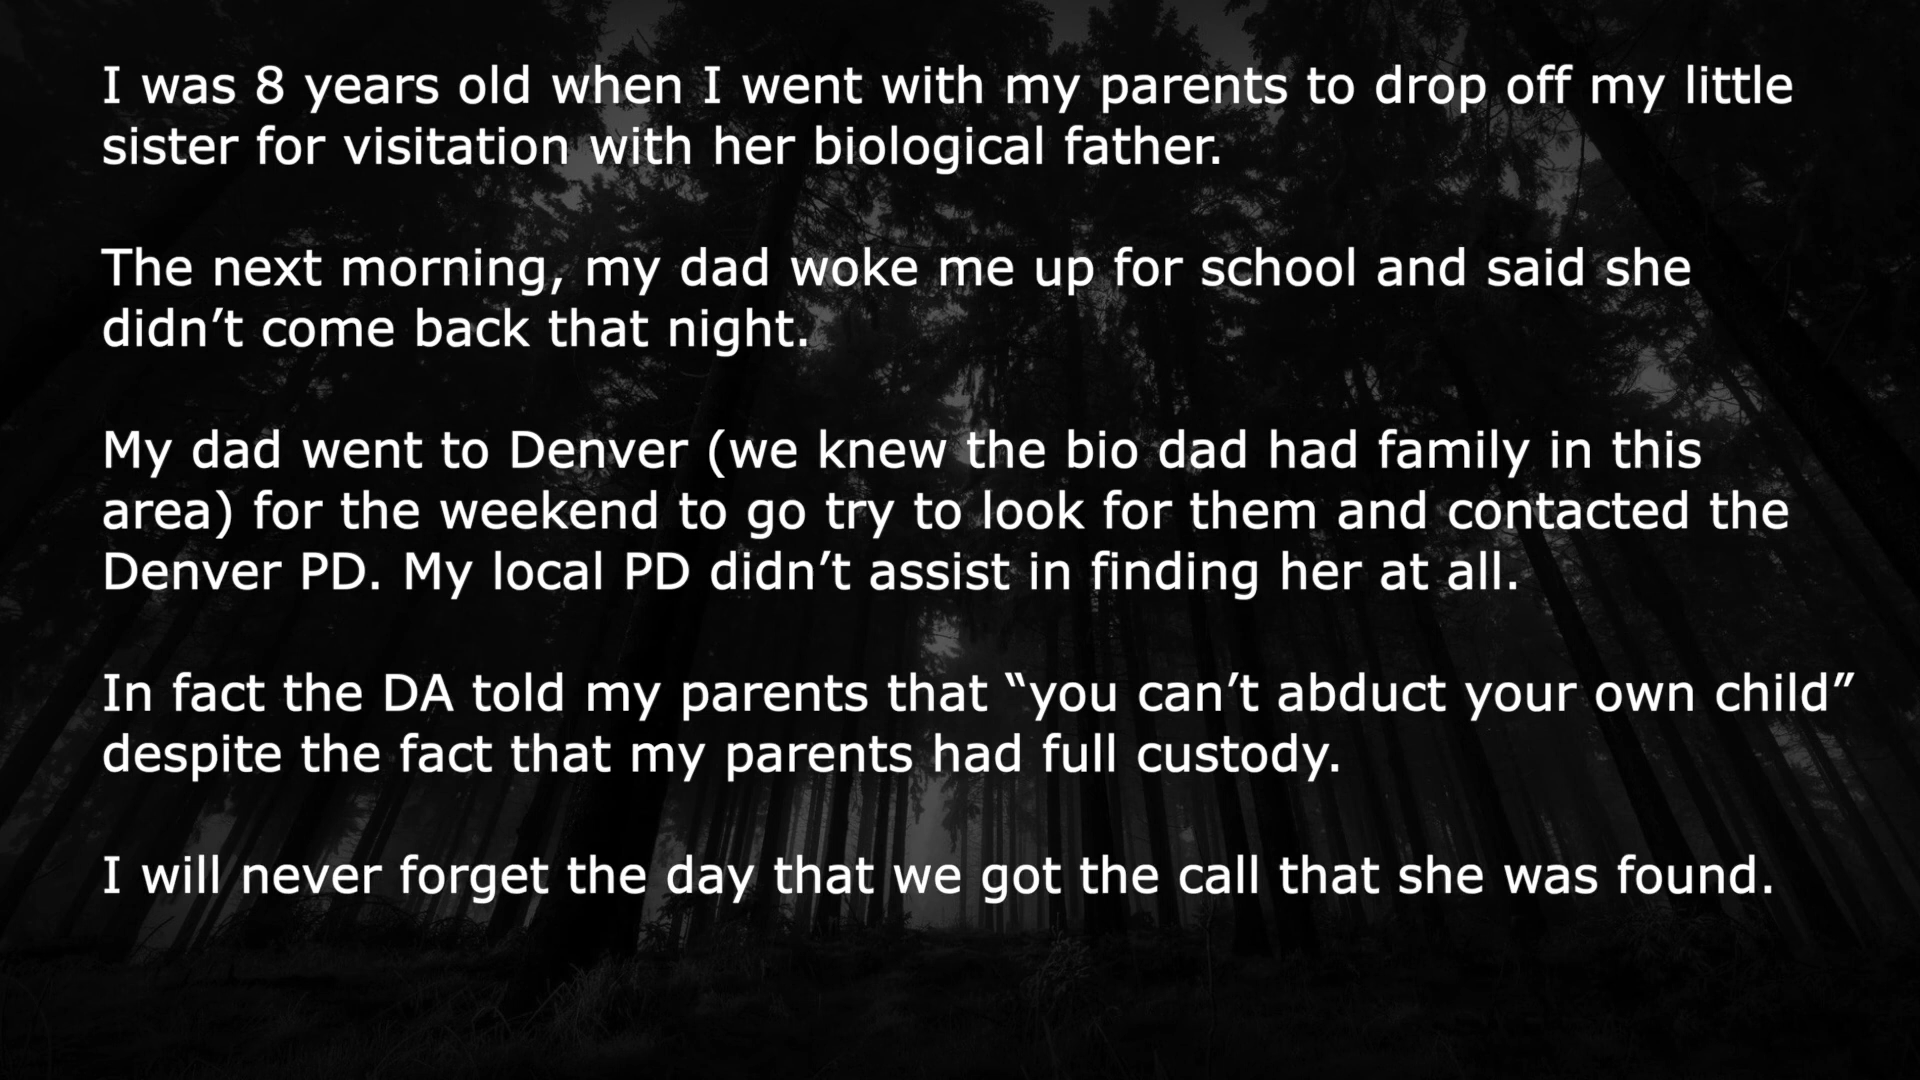 I was 8 years old when I went with my parents to drop off my little
sister for visitation with her biological father.
The next morning, my dad woke me up for school and said she
didn’t come back that night.
My dad went to Denver (we knew the bio dad had family in this
area) for the weekend to go try to look for them and contacted the
Denver PD. My local PD didn’t assist in finding her at all.
In fact the DA told my parents that “you can’t abduct your own child”
despite the fact that my parents had full custody.
I will never forget the day that we got the call that she was found.